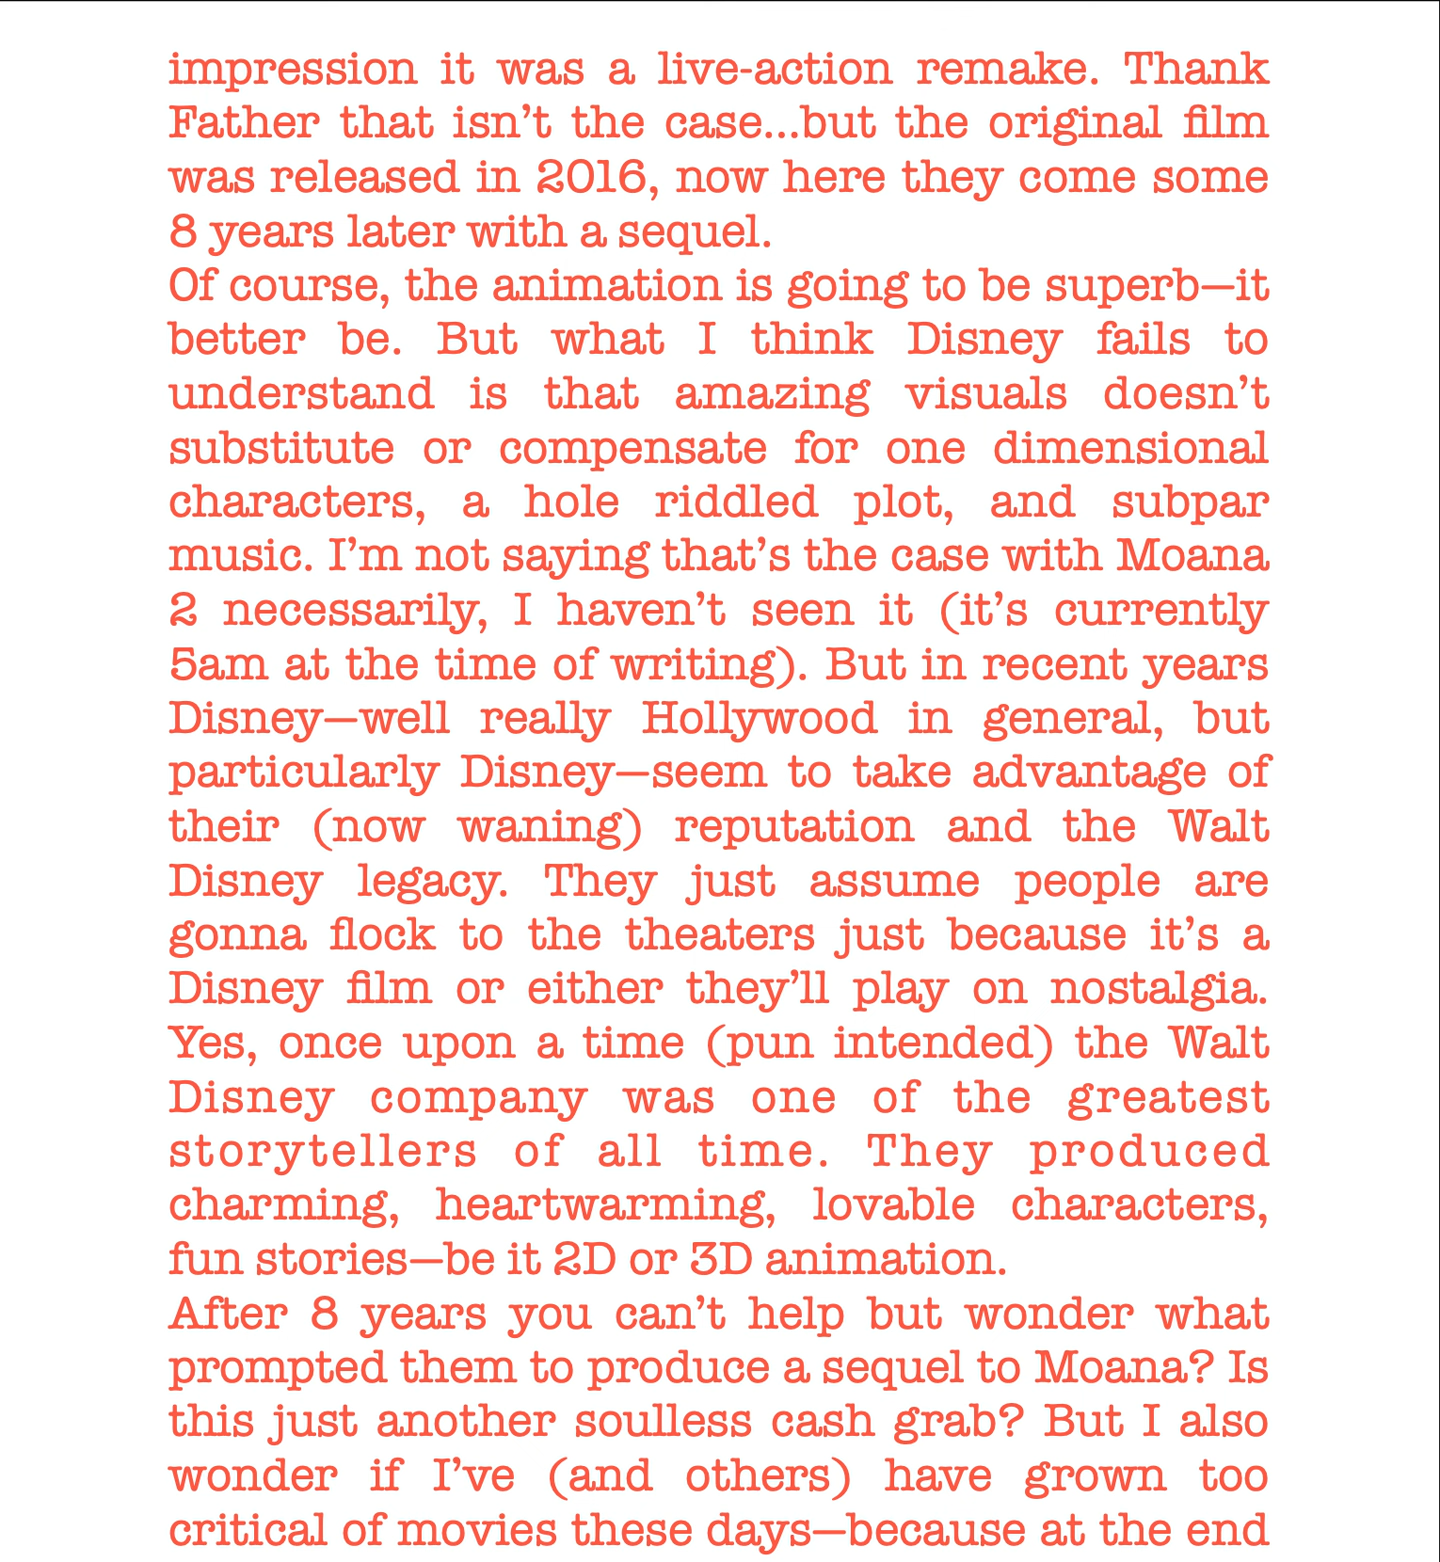 impression it was a live-action remake. Thank
Father that isn’t the case...but the original film
was released in 2016, now here they come some
8 years later with a sequel.
Of course, the animation is going to be superb—it
better be. But what I think Disney fails to
understand is that amazing visuals doesn’t
substitute or compensate for one dimensional
characters, a hole riddled plot, and subpar
music. I’m not saying that’s the case with Moana
2 necessarily, I haven’t seen it (it’s currently
5am at the time of writing). But in recent years
Disney—well really Hollywood in general, but
particularly Disney—seem to take advantage of
their (now waning) reputation and the Walt
Disney legacy. They just assume people are
gonna flock to the theaters just because it’s a
Disney film or either they’ll play on nostalgia.
Yes, once upon a time (pun intended) the Walt
Disney company was one of the greatest
storytellers of all time. They produced
charming, heartwarming, lovable characters,
fun stories—be it 2D or 3D animation.
After 8 years you can’t help but wonder what
prompted them to produce a sequel to Moana? Is
this just another soulless cash grab? But I also
wonder if I’ve (and others) have grown too
critical of movies these days—because at the end